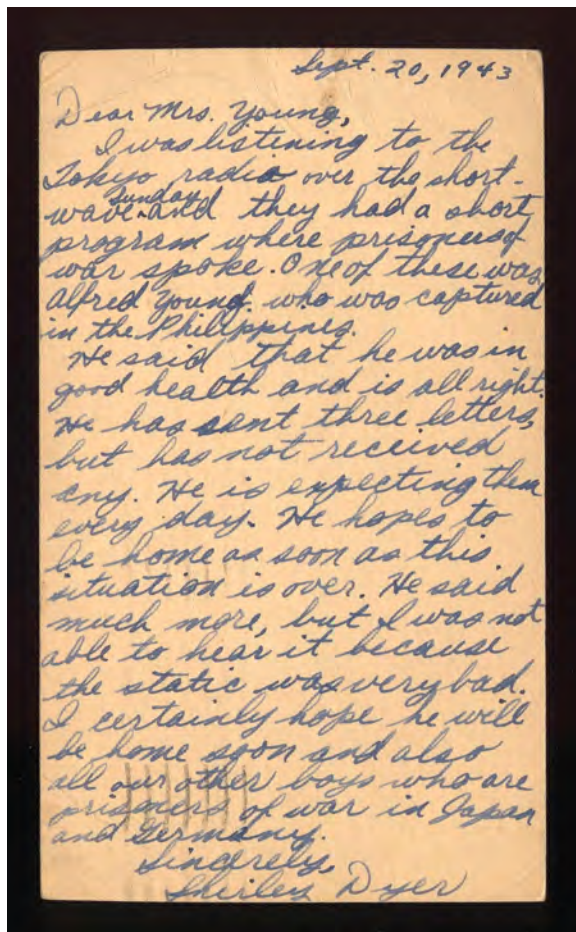 Sept. 20, 1943
Dear Mrs. Young,
I was listening to the
Tokyo radio over the short-
wave Sunday and they had a short
program where prisoners of
war spoke. One of these was
Alfred Young. who was captured
in the Philippines.
He said that he was in
good health and is all right.
He has sent three letters,
but has not received
any. He is expecting them
every day. He hopes to
be home as soon as this
situation is over. He said
much more, but I was not
able to hear it because
the static was very bad.
I certainly hope he will
be home soon and also
all our other boys who are
prisoners of war in Japan
and Germany.
Sincerely,
Shirley Dyer